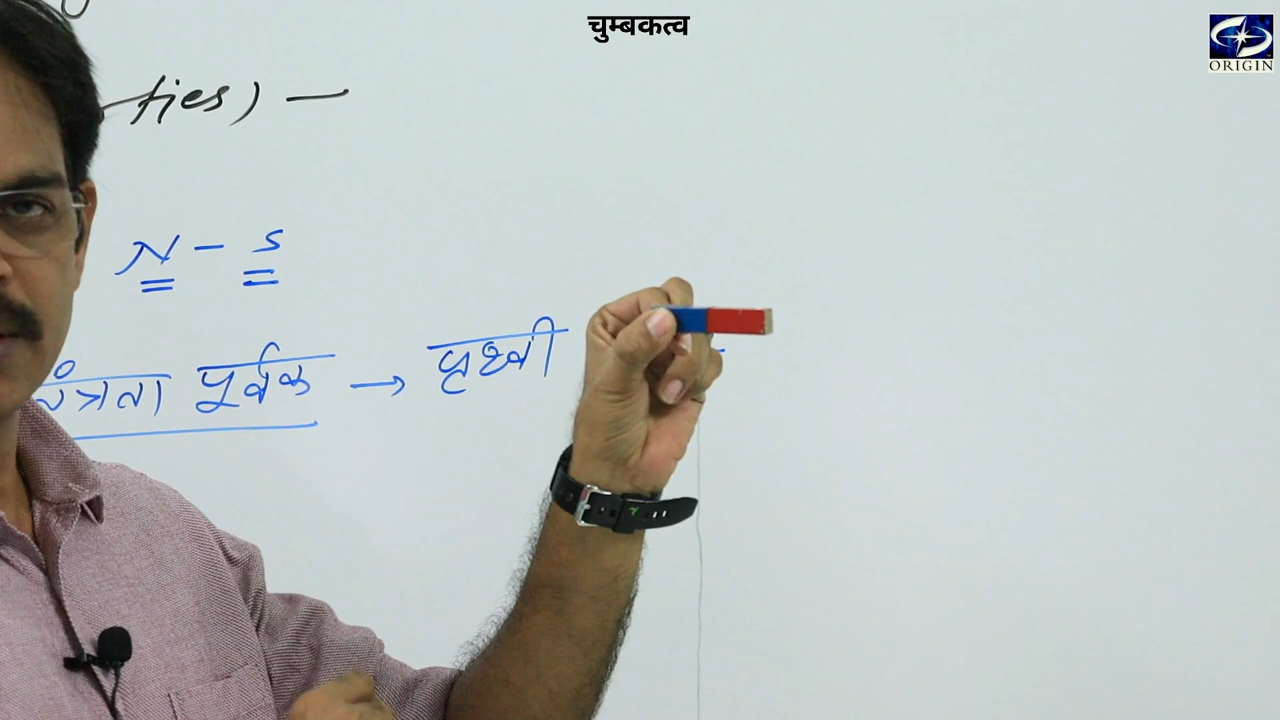 चुम्बकत्व
ORIGIN
ties) —
N - S
पूर्वक → पृथ्वी